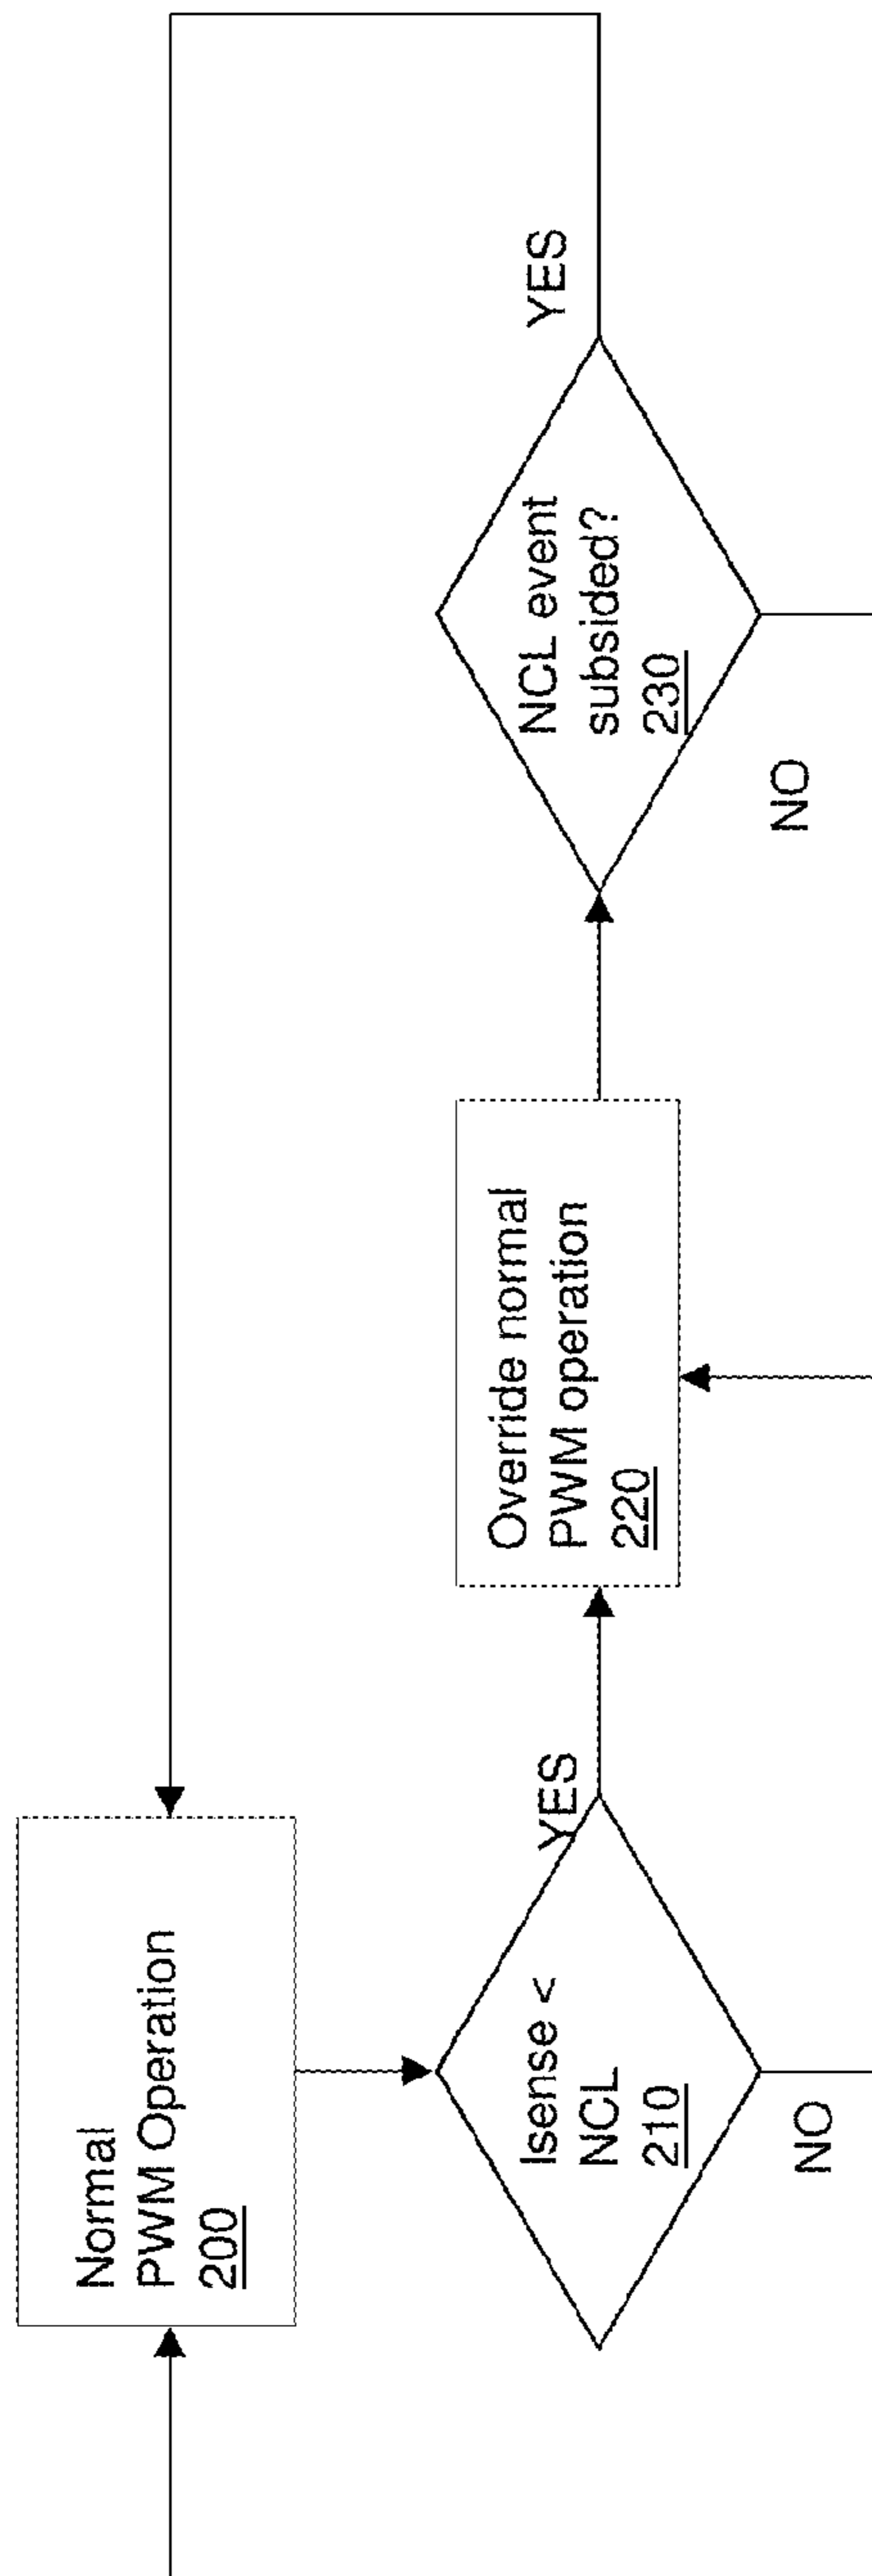 Normal
PWM Operation
200
Isense <
NCL
210
YES
NO
Override normal
PWM operation
220
NCL event
subsided?
230
YES
NO